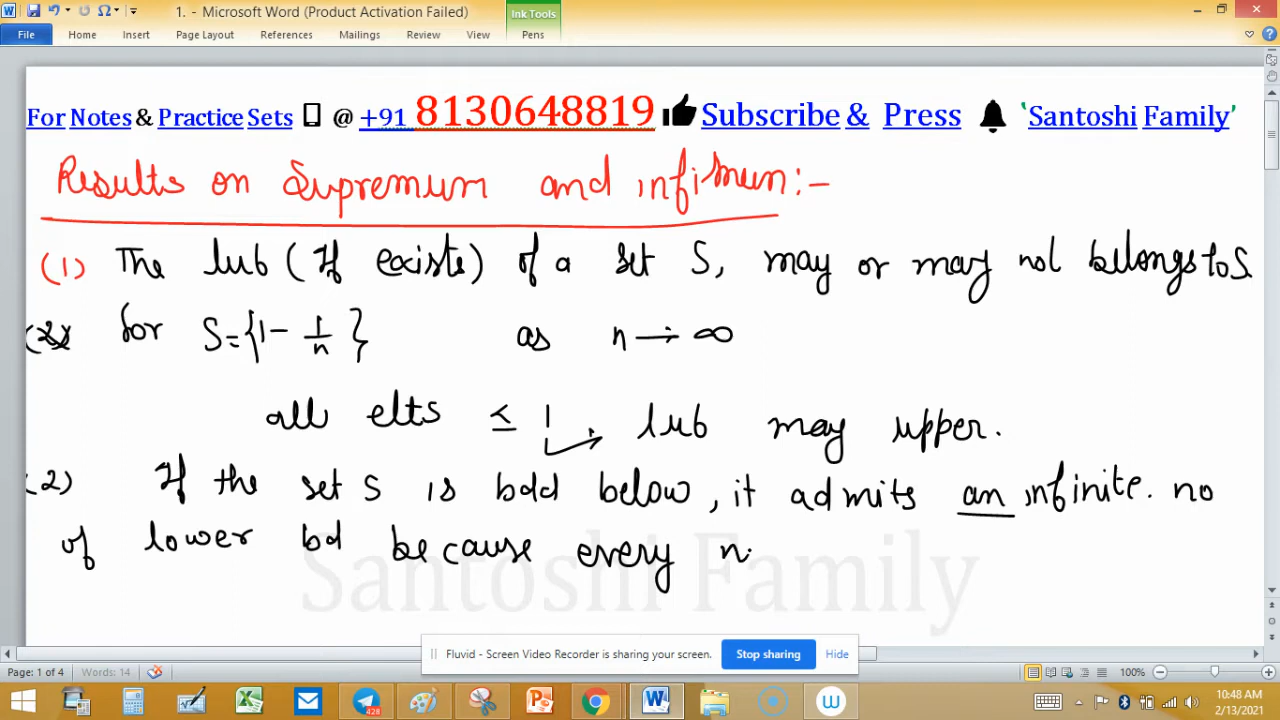 1. - Microsoft Word (Product Activation Failed)
Ink Tools
File Home Insert Page Layout References Mailings Review View Pens
For Notes & Practice Sets @ +91 8130648819 Subscribe & Press 'Santoshi Family'
Results on Supremum and infimum:-
(1) The lub (If exists) of a set S, may or may not belongs to S.
for S={1- 1/n } as n → ∞
all elts ≤ 1 → lub may upper.
(2) If the set S is bdd below, it admits an infinite. no
of lower bd because every n
Santoshi Family
Fluvid - Screen Video Recorder is sharing your screen. Stop sharing Hide
Page: 1 of 4 Words: 14 100%
428
10:48 AM
2/13/2021